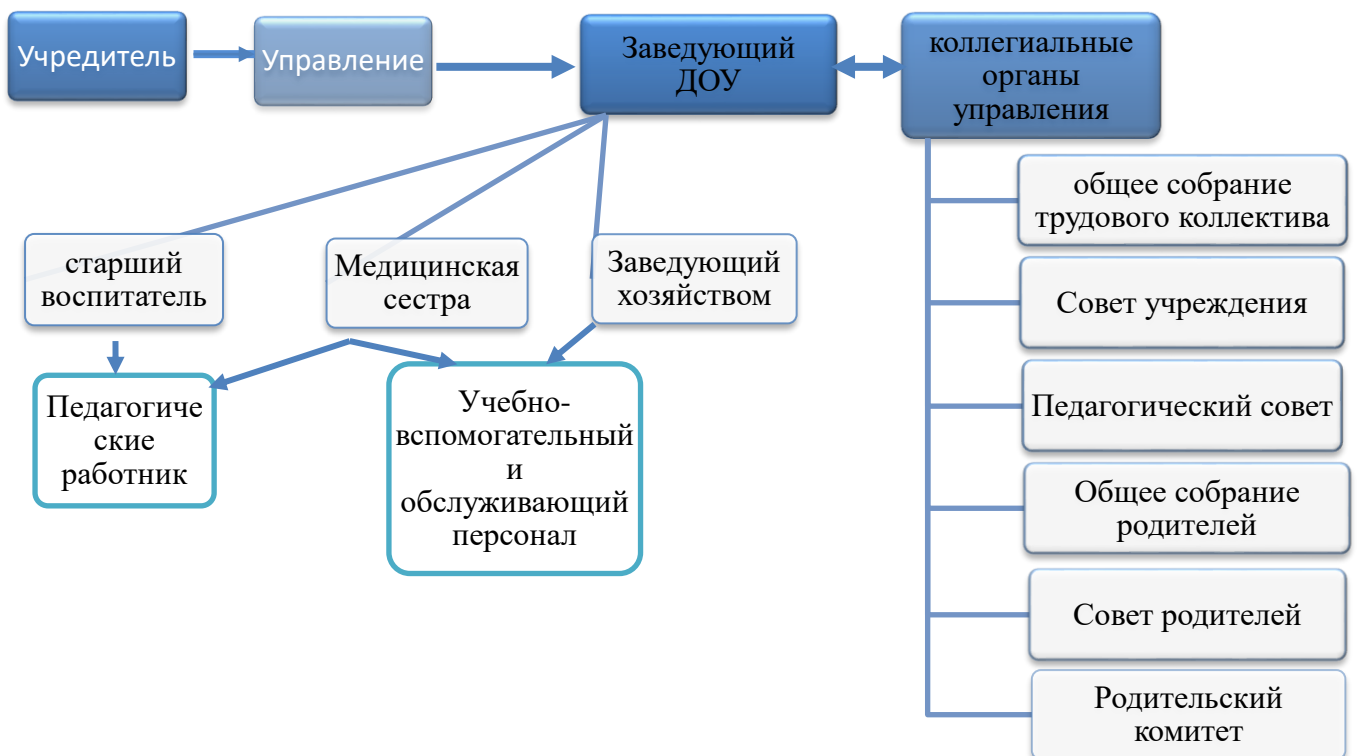 Учредитель
Управление
Заведующий
ДОУ
коллегиальные
органы
управления
общее собрание
трудового коллектива
Совет учреждения
Педагогический совет
Общее собрание
родителей
Совет родителей
Родительский
комитет
старший
воспитатель
Медицинская
сестра
Заведующий
хозяйством
Педагогиче
ские
работник
Учебно-
вспомогательный
и
обслуживающий
персонал